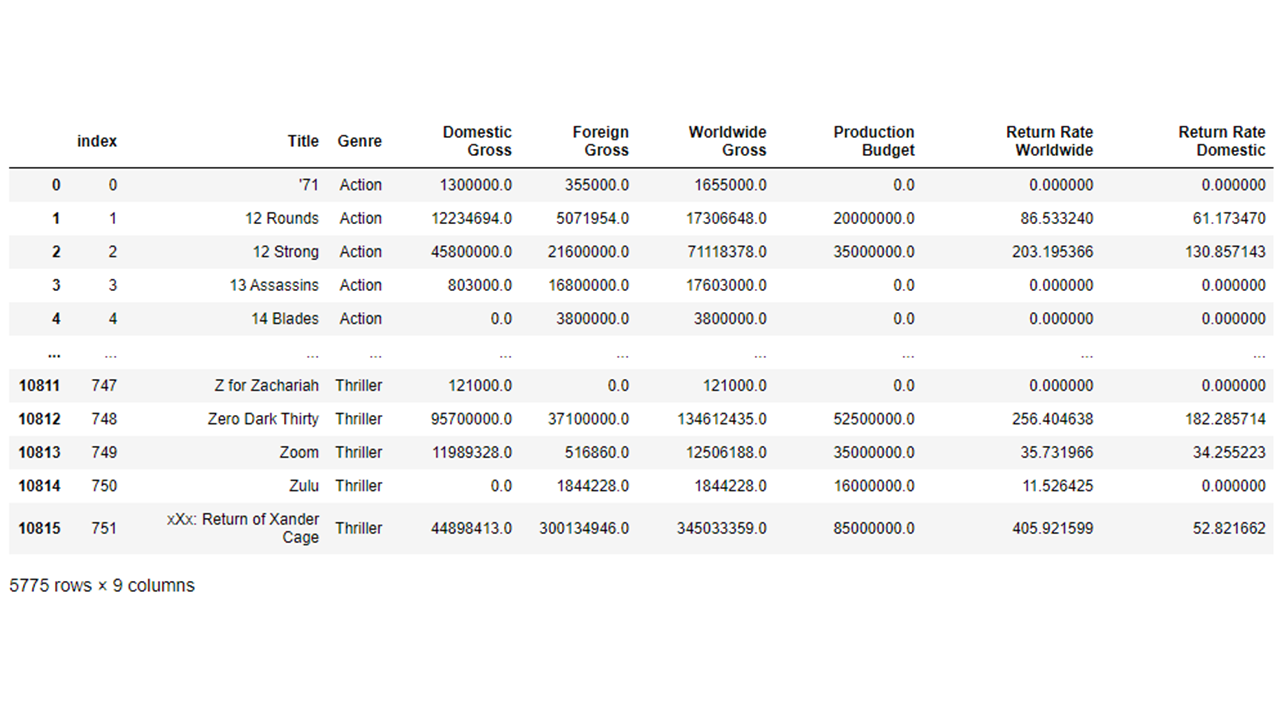 index Title Genre Domestic Gross Foreign Gross Worldwide Gross Production Budget Return Rate Worldwide Return Rate Domestic
0 0 '71 Action 1300000.0 355000.0 1655000.0 0.0 0.000000 0.000000
1 1 12 Rounds Action 12234694.0 5071954.0 17306648.0 20000000.0 86.533240 61.173470
2 2 12 Strong Action 45800000.0 21600000.0 71118378.0 35000000.0 203.195366 130.857143
3 3 13 Assassins Action 803000.0 16800000.0 17603000.0 0.0 0.000000 0.000000
4 4 14 Blades Action 0.0 3800000.0 3800000.0 0.0 0.000000 0.000000
... ... ... ... ... ... ... ... ... ...
10811 747 Z for Zachariah Thriller 121000.0 0.0 121000.0 0.0 0.000000 0.000000
10812 748 Zero Dark Thirty Thriller 95700000.0 37100000.0 134612435.0 52500000.0 256.404638 182.285714
10813 749 Zoom Thriller 11989328.0 516860.0 12506188.0 35000000.0 35.731966 34.255223
10814 750 Zulu Thriller 0.0 1844228.0 1844228.0 16000000.0 11.526425 0.000000
10815 751 xXx: Return of Xander Cage Thriller 44898413.0 300134946.0 345033359.0 85000000.0 405.921599 52.821662
5775 rows × 9 columns